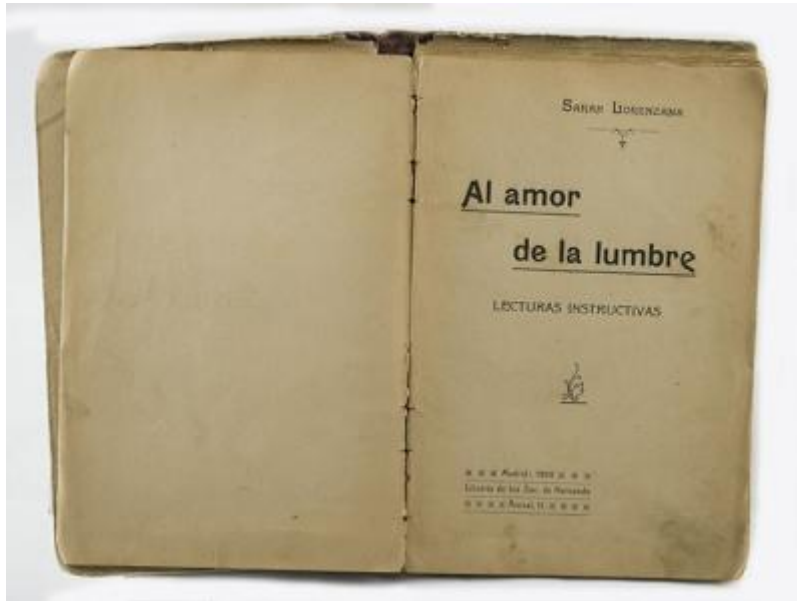 Sarah Lorenzana
Al amor
de la lumbre
LECTURAS INSTRUCTIVAS
Madrid:
Librería de los Suc. de Hernando
Arenal, 11